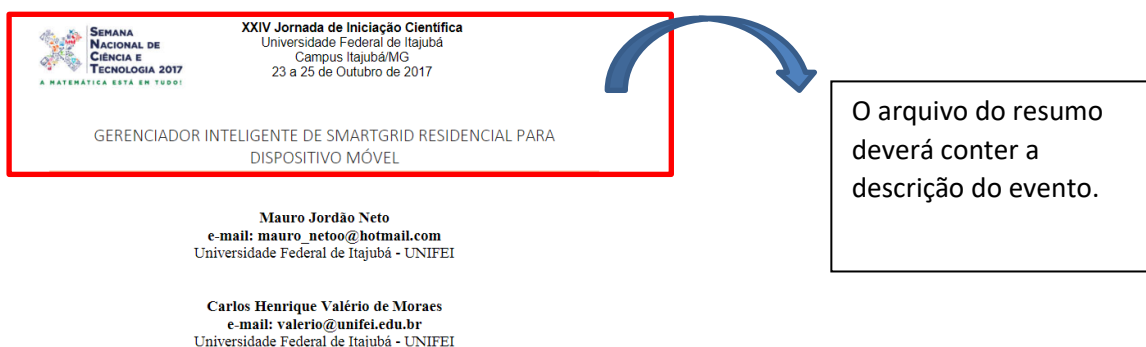 SEMANA
NACIONAL DE
CIÊNCIA E
TECNOLOGIA 2017
A MATEMÁTICA ESTÁ EM TUDO!
XXIV Jornada de Iniciação Científica
Universidade Federal de Itajubá
Campus Itajubá/MG
23 a 25 de Outubro de 2017
GERENCIADOR INTELIGENTE DE SMARTGRID RESIDENCIAL PARA
DISPOSITIVO MÓVEL
Mauro Jordão Neto
e-mail: mauro_netoo@hotmail.com
Universidade Federal de Itajubá - UNIFEI
Carlos Henrique Valério de Moraes
e-mail: valerio@unifei.edu.br
Universidade Federal de Itajubá - UNIFEI
O arquivo do resumo
deverá conter a
descrição do evento.